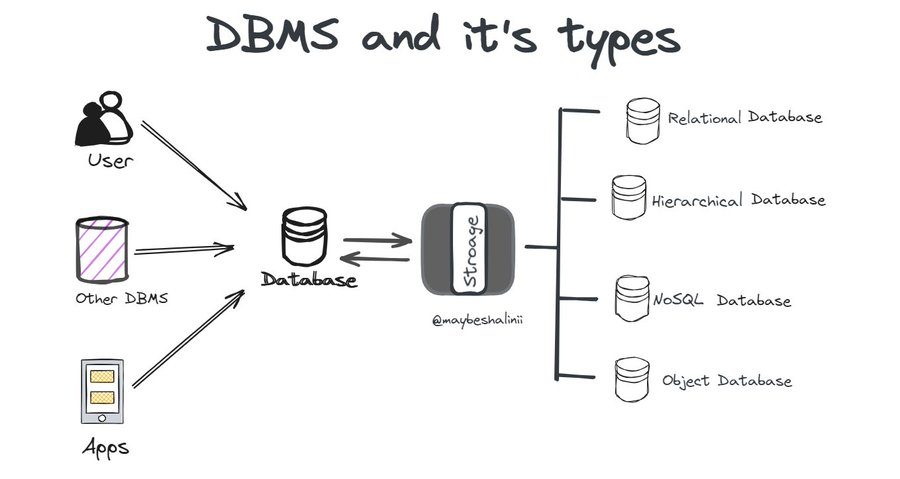 DBMS and it's types
User
Other DBMS
Apps
Database
Stroage
@maybeshalinii
Relational Database
Hierarchical Database
NoSQL Database
Object Database